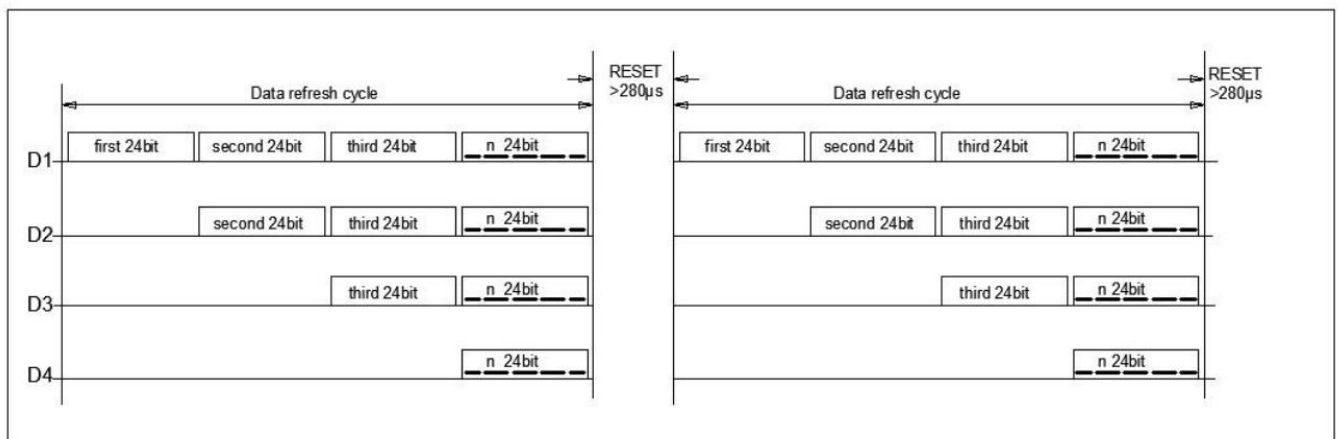 RESET
>280µs
RESET
>280µs
Data refresh cycle
Data refresh cycle
D1
first 24bit
second 24bit
third 24bit
n 24bit
first 24bit
second 24bit
third 24bit
n 24bit
D2
second 24bit
third 24bit
n 24bit
second 24bit
third 24bit
n 24bit
D3
third 24bit
n 24bit
third 24bit
n 24bit
D4
n 24bit
n 24bit